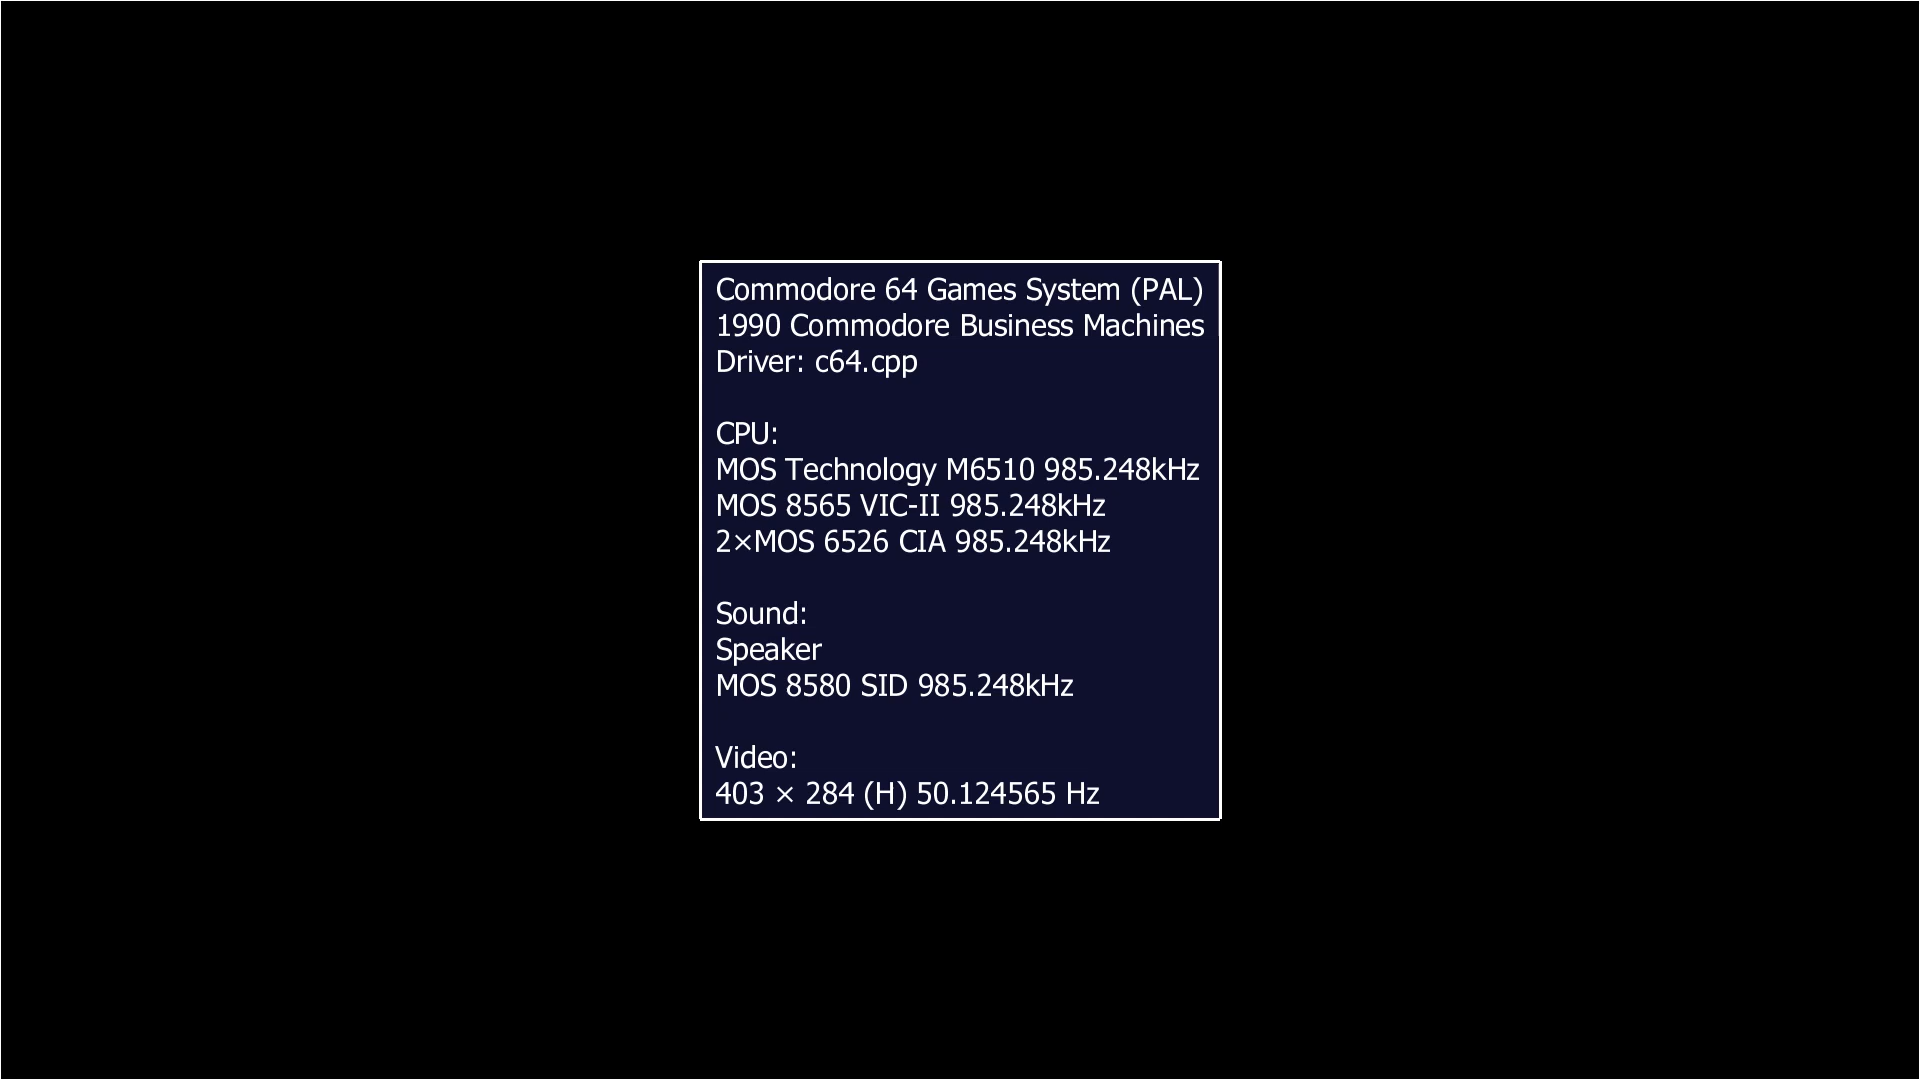 Commodore 64 Games System (PAL)
1990 Commodore Business Machines
Driver: c64.cpp
CPU:
MOS Technology M6510 985.248kHz
MOS 8565 VIC-II 985.248kHz
2×MOS 6526 CIA 985.248kHz
Sound:
Speaker
MOS 8580 SID 985.248kHz
Video:
403 × 284 (H) 50.124565 Hz